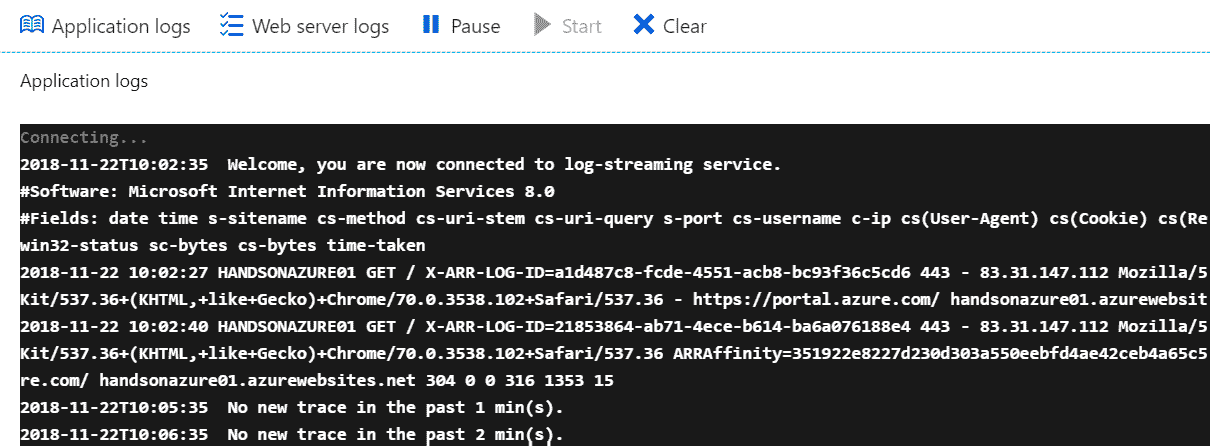 Application logs Web server logs Pause Start Clear
Application logs
Connecting...
2018-11-22T10:02:35  Welcome, you are now connected to log-streaming service.
#Software: Microsoft Internet Information Services 8.0
#Fields: date time s-sitename cs-method cs-uri-stem cs-uri-query s-port cs-username c-ip cs(User-Agent) cs(Cookie) cs(Re
win32-status sc-bytes cs-bytes time-taken
2018-11-22 10:02:27 HANDSONAZURE01 GET / X-ARR-LOG-ID=a1d487c8-fcde-4551-acb8-bc93f36c5cd6 443 - 83.31.147.112 Mozilla/5
Kit/537.36+(KHTML,+like+Gecko)+Chrome/70.0.3538.102+Safari/537.36 - https://portal.azure.com/ handsonazure01.azurewebsit
2018-11-22 10:02:40 HANDSONAZURE01 GET / X-ARR-LOG-ID=21853864-ab71-4ece-b614-ba6a076188e4 443 - 83.31.147.112 Mozilla/5
Kit/537.36+(KHTML,+like+Gecko)+Chrome/70.0.3538.102+Safari/537.36 ARRAffinity=351922e8227d230d303a550eebfd4ae42ceb4a65c5
re.com/ handsonazure01.azurewebsites.net 304 0 0 316 1353 15
2018-11-22T10:05:35  No new trace in the past 1 min(s).
2018-11-22T10:06:35  No new trace in the past 2 min(s).